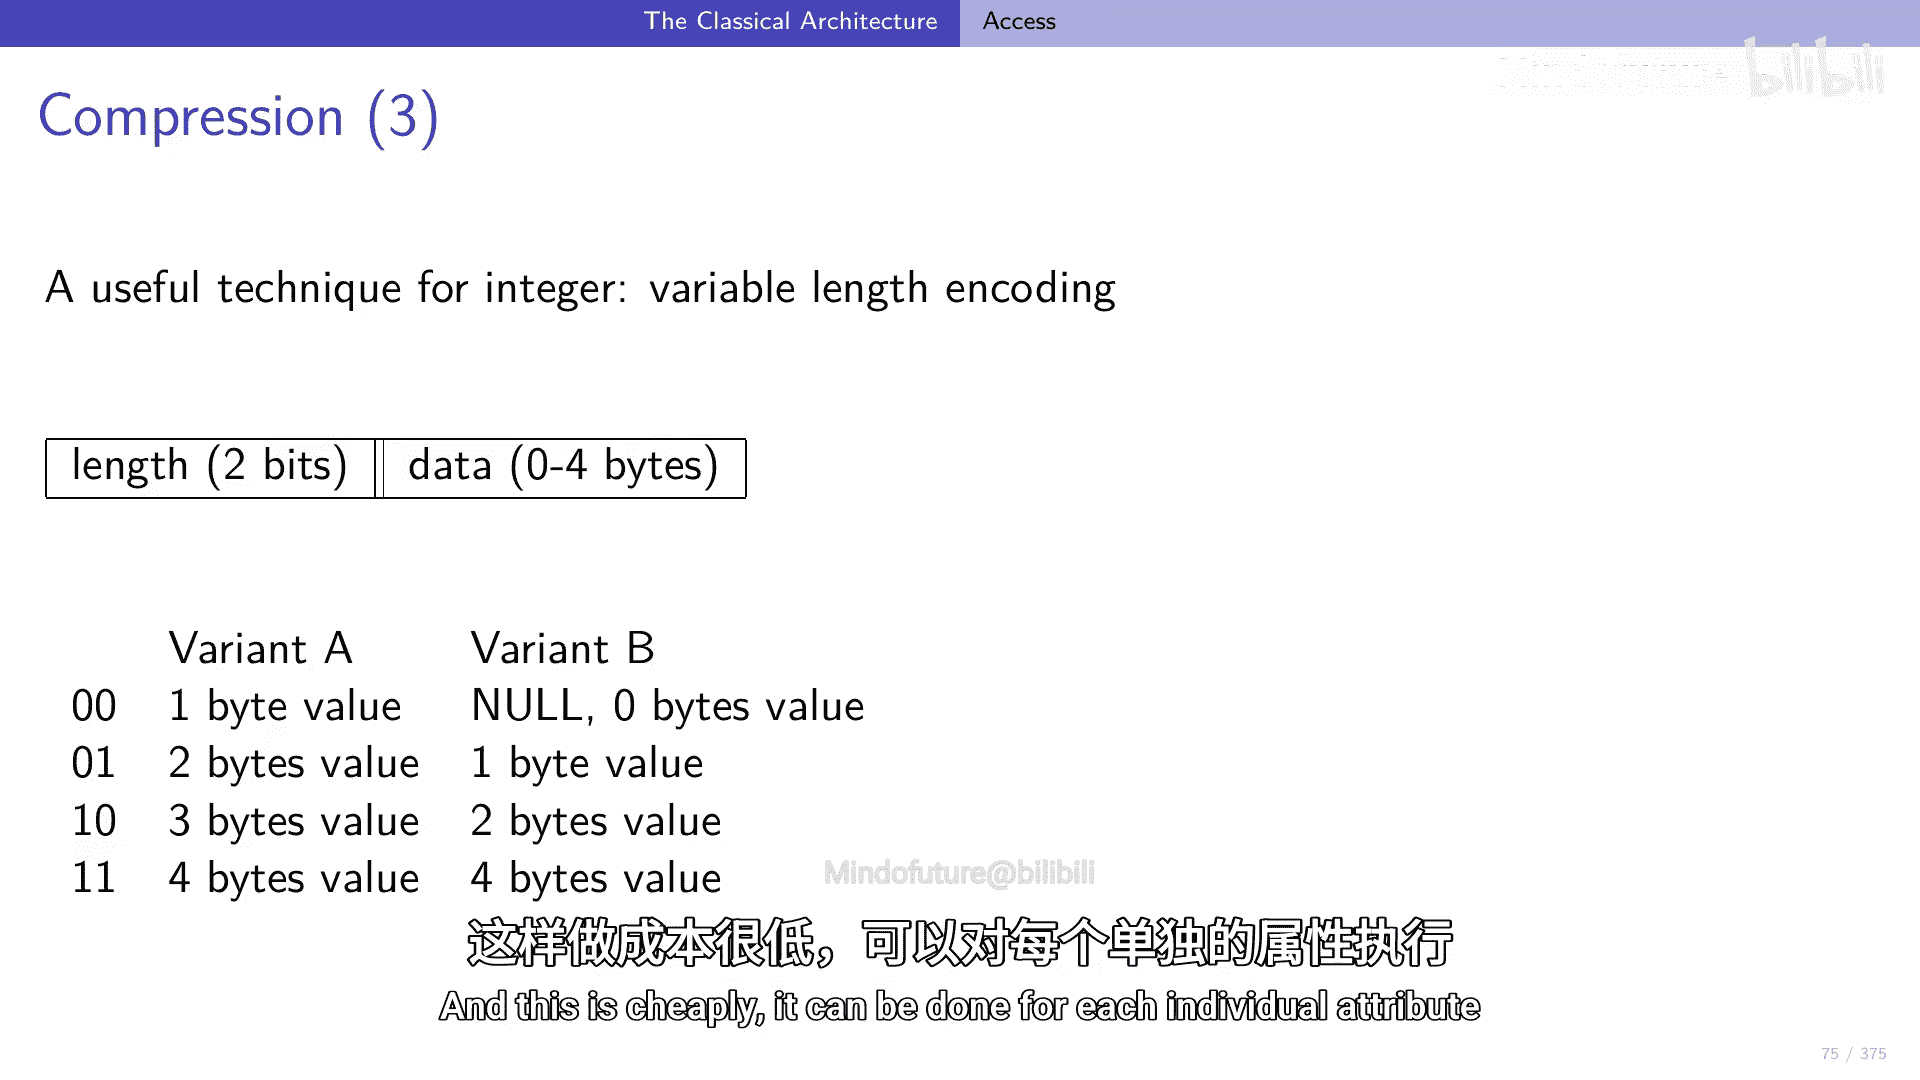 The Classical Architecture Access
bilibili
Compression (3)
A useful technique for integer: variable length encoding
length (2 bits) data (0-4 bytes)
Variant A Variant B
00 1 byte value NULL, 0 bytes value
01 2 bytes value 1 byte value
10 3 bytes value 2 bytes value
11 4 bytes value 4 bytes value
Mindofuture@bilibili
这样做成本很低，可以对每个单独的属性执行
And this is cheaply, it can be done for each individual attribute
75 / 375